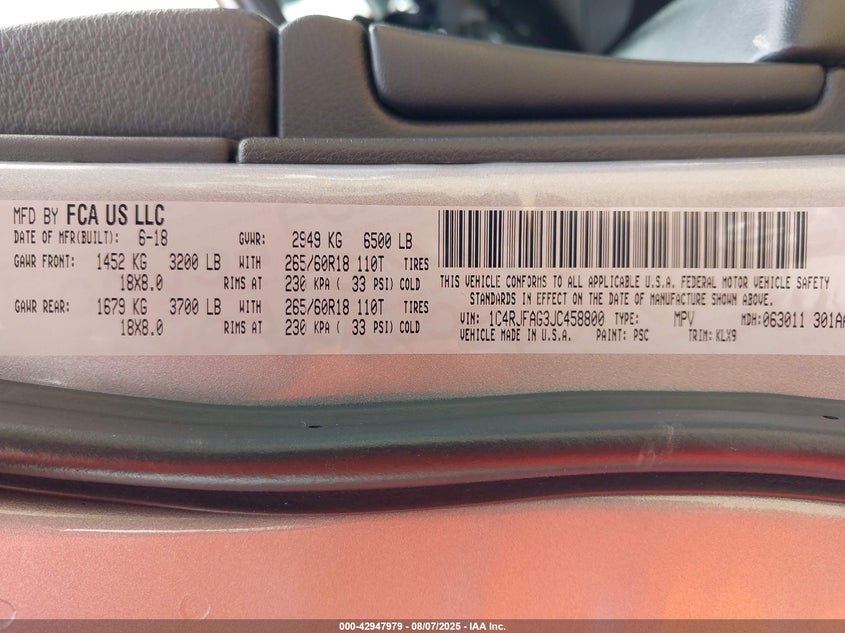 MFD BY FCA US LLC
DATE OF MFR(BUILT): 6-18 GVWR: 2949 KG 6500 LB
GAWR FRONT: 1452 KG 3200 LB WITH 265/60R18 110T TIRES
18X8.0 RIMS AT 230 KPA ( 33 PSI) COLD
GAWR REAR: 1679 KG 3700 LB WITH 265/60R18 110T TIRES
18X8.0 RIMS AT 230 KPA ( 33 PSI) COLD
THIS VEHICLE CONFORMS TO ALL APPLICABLE U.S.A. FEDERAL MOTOR VEHICLE SAFETY
STANDARDS IN EFFECT ON THE DATE OF MANUFACTURE SHOWN ABOVE.
VIN: 1C4RJFAG3JC458800 TYPE: MPV MDH: 063011 301AA
VEHICLE MADE IN U.S.A. PAINT: PSC TRIM: KLX9
000-42947979 - 08/07/2025 - IAA Inc.